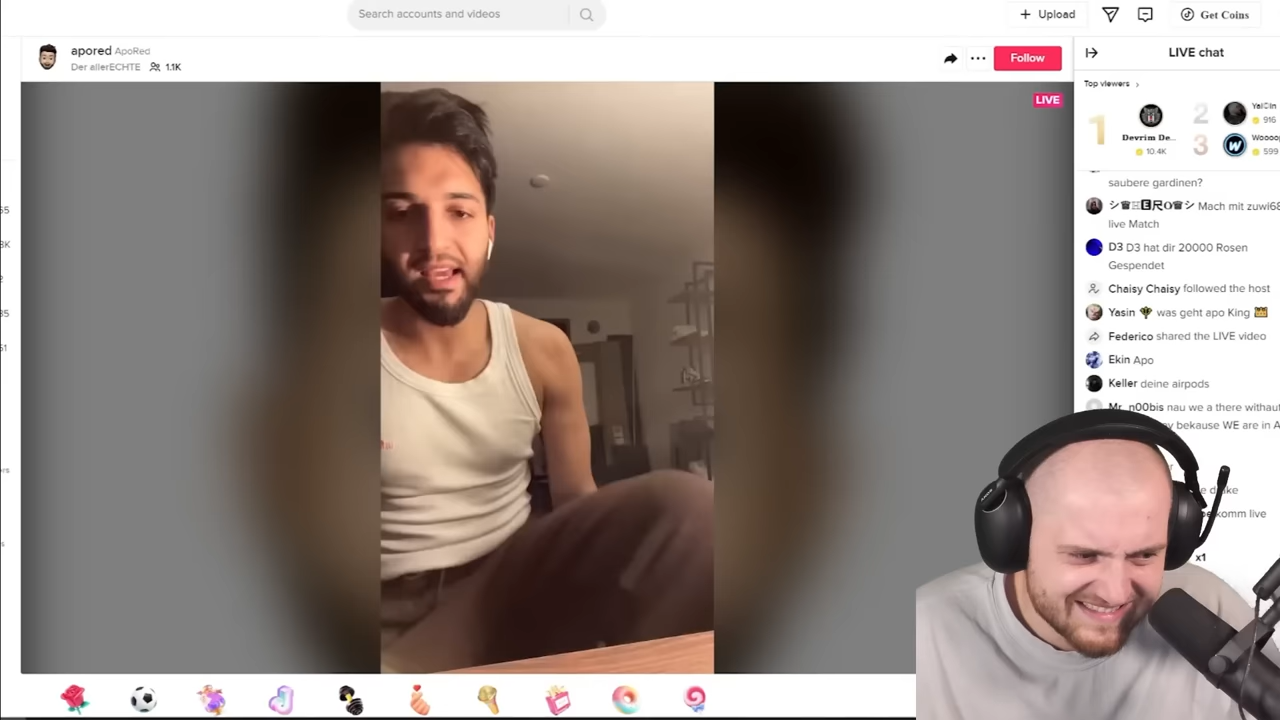 Search accounts and videos
Upload
Get Coins
apored ApoRed
Der allerECHTE 1.1K
Follow
LIVE chat
LIVE
Top viewers
1
Devrim De...
10.4K
2
916
3
599
saubere gardinen?
Mach mit zuwi68
live Match
D3 D3 hat dir 20000 Rosen
Gespendet
Chaisy Chaisy followed the host
Yasin was geht apo King
Federico shared the LIVE video
Ekin Apo
Keller deine airpods
Mr. n00bis nau we a there withaut
bekause WE are in A
komm live
x1